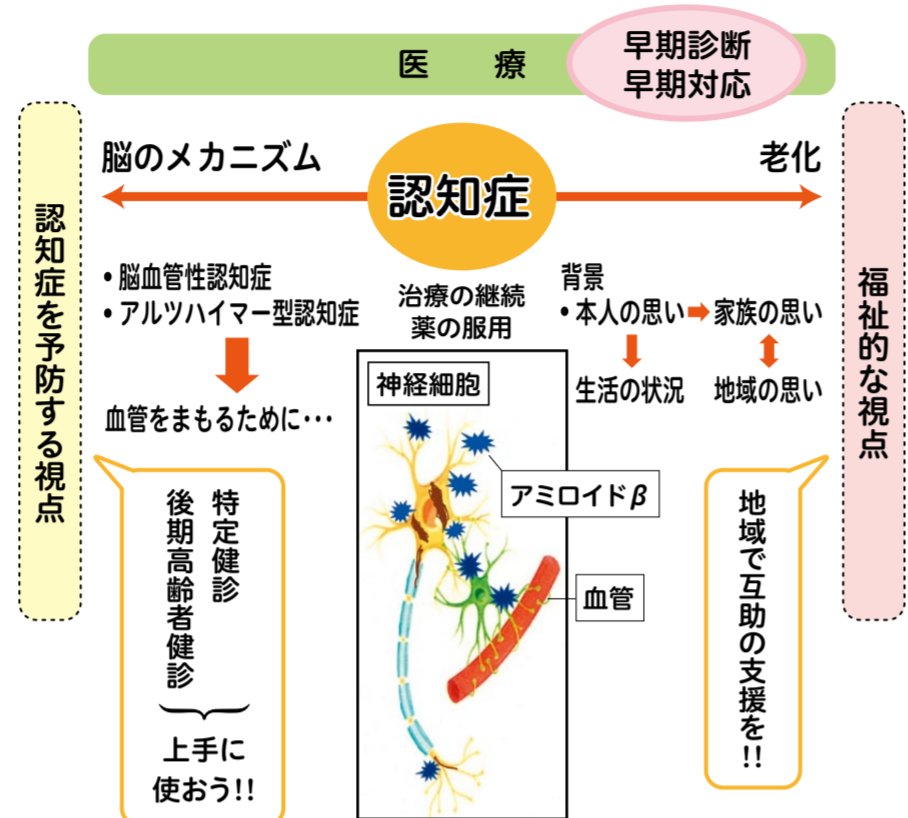 医　療
早期診断
早期対応
認知症を予防する視点
脳のメカニズム
認知症
老化
福祉的な視点
・脳血管性認知症
・アルツハイマー型認知症
血管をまもるために・・・
治療の継続
薬の服用
背景
・本人の思い➡家族の思い
生活の状況
地域の思い
神経細胞
アミロイドβ
血管
特定健診
後期高齢者健診
上手に
使おう!!
地域で互助の支援を!!